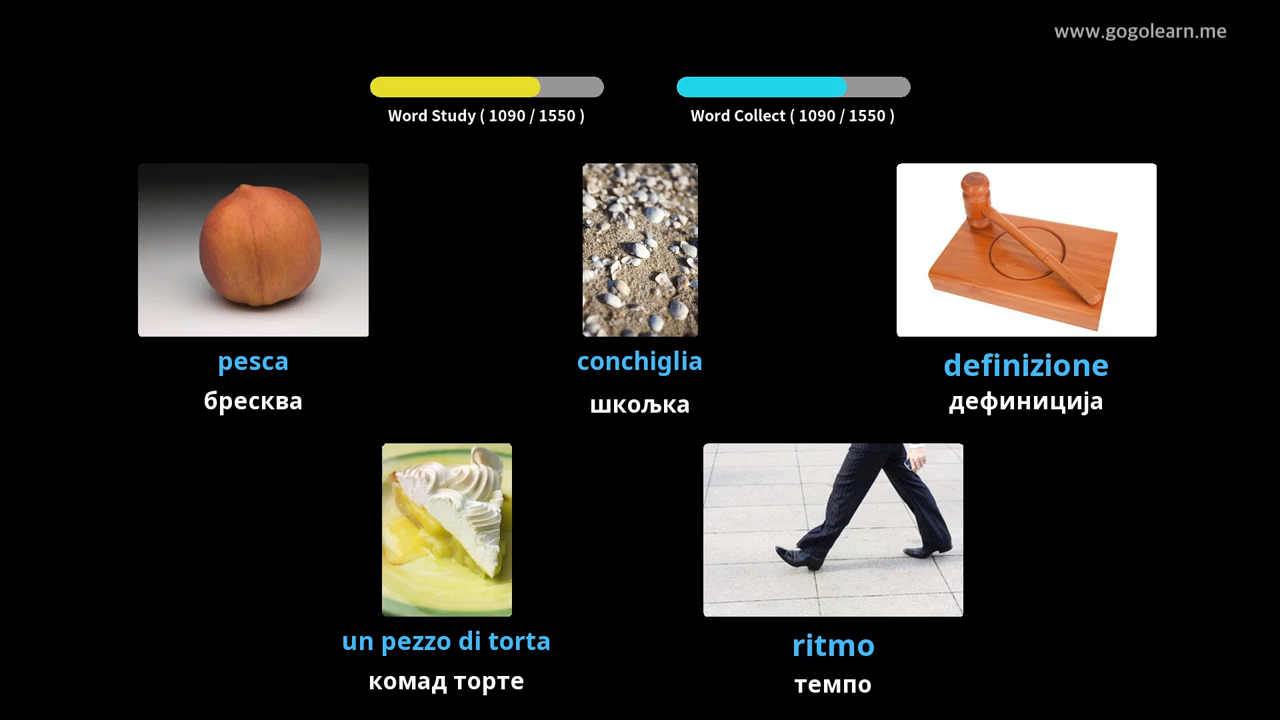 www.gogolearn.me
Word Study ( 1090 / 1550 )
Word Collect ( 1090 / 1550 )
pesca
бресква
conchiglia
шкољка
definizione
дефиниција
un pezzo di torta
комад торте
ritmo
темпо